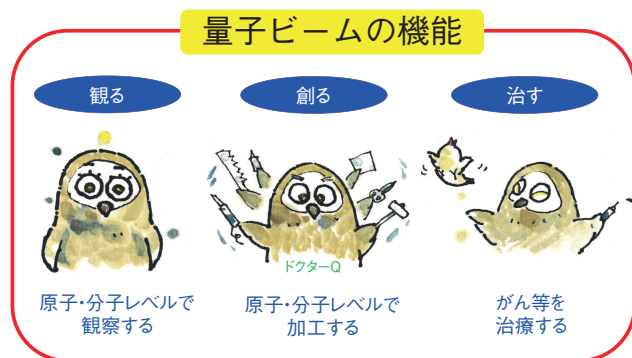 量子ビームの機能
観る
創る
治す
ドクターQ
原子・分子レベルで
観察する
原子・分子レベルで
加工する
がん等を
治療する